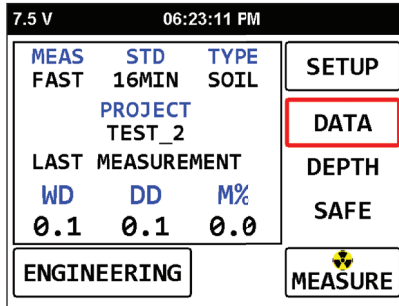 7.5 V 06:23:11 PM
MEAS STD TYPE
FAST 16MIN SOIL
PROJECT
TEST_2
LAST MEASUREMENT
WD DD M%
0.1 0.1 0.0
ENGINEERING
SETUP
DATA
DEPTH
SAFE
MEASURE